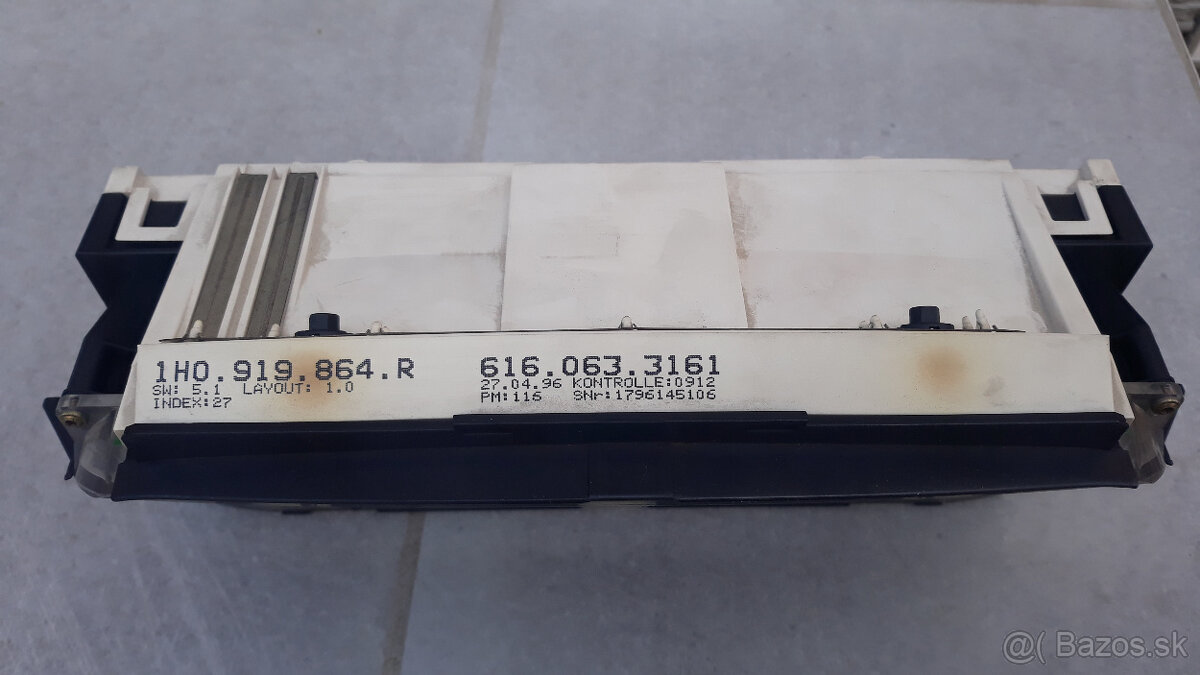 1H0.919.864.R
SW: 5.1 LAYOUT: 1.0
INDEX:27
616.063.3161
27.04.96 KONTROLLE:0912
PM:116 SNr:1796145106
@( Bazos.sk